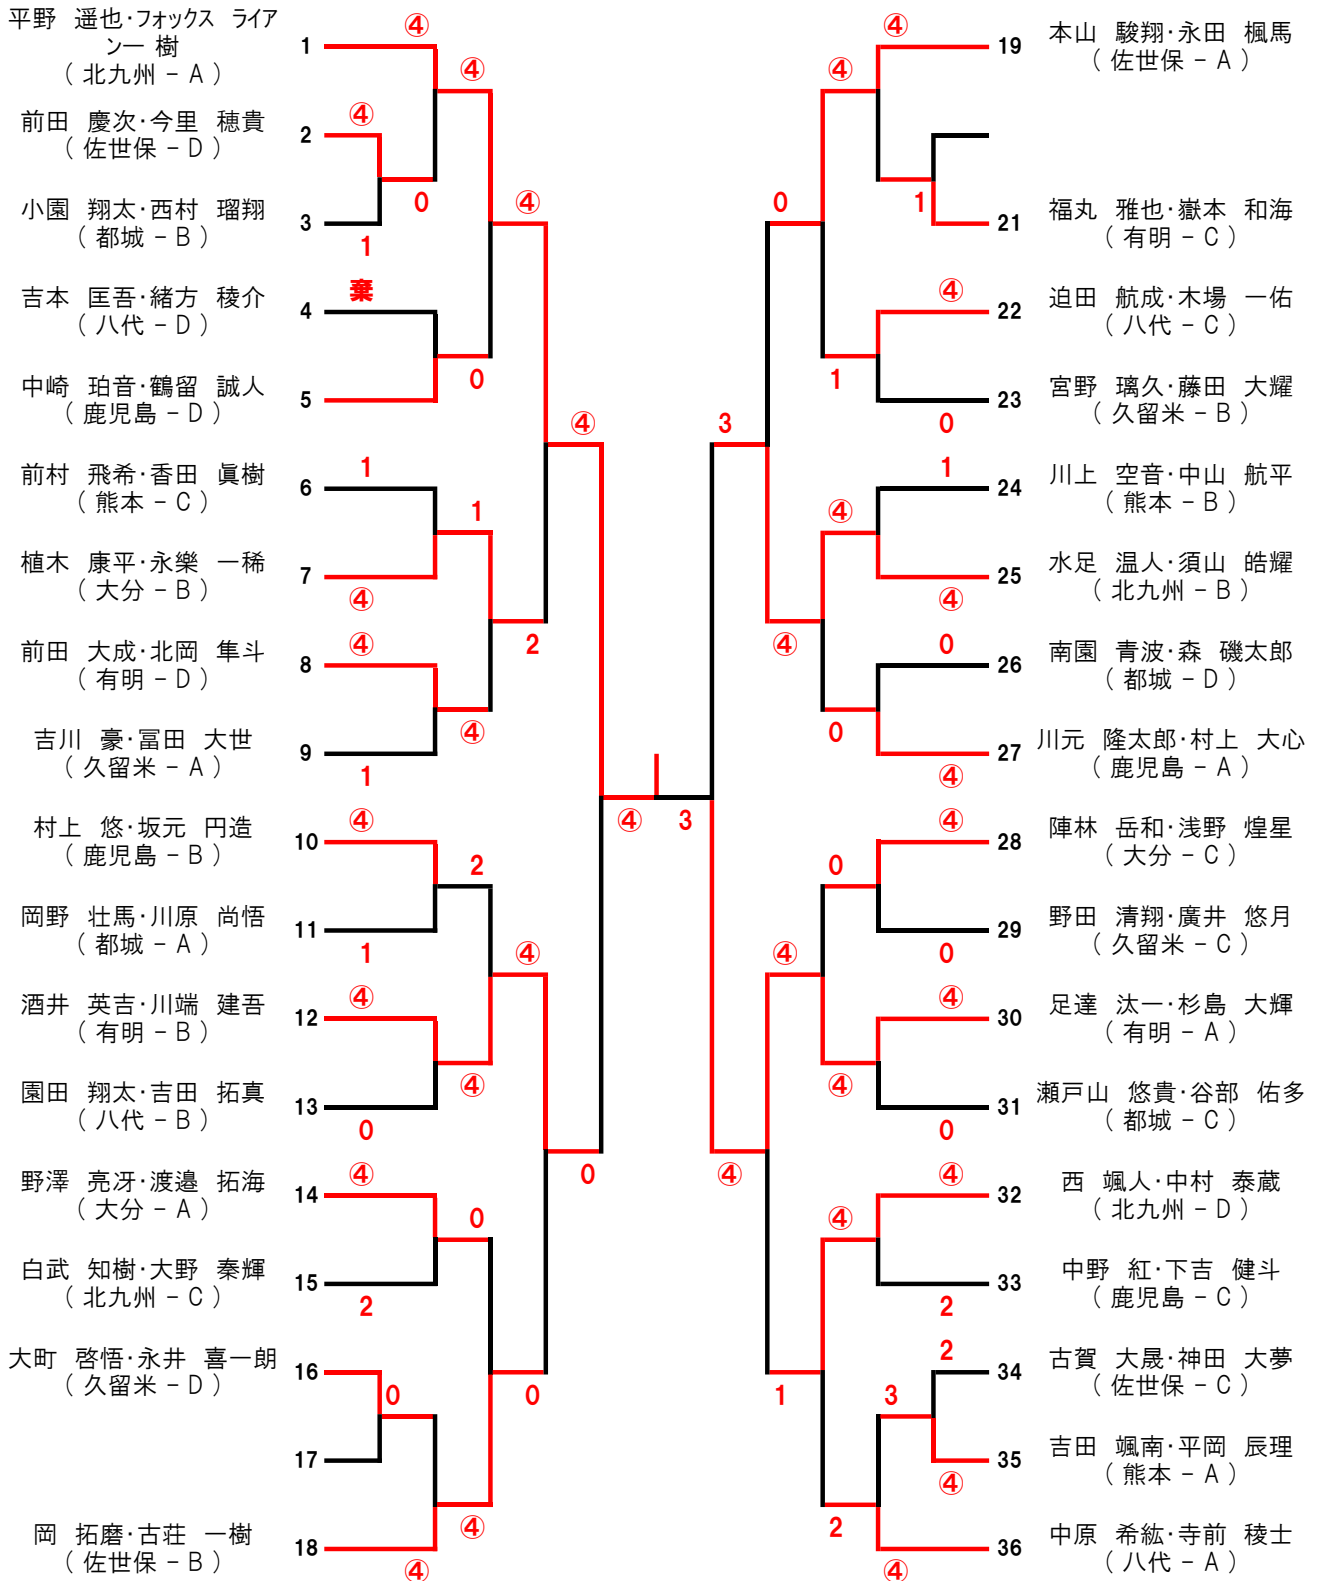 平野 遥也･フォックス ライア
ンー 樹
( 北九州 - A )
1
④
④
前田 慶次･今里 穂貴
( 佐世保 - D )
2
④
0
小園 翔太･西村 瑠翔
( 都城 - B )
3
1
④
吉本 匡吾･緒方 稜介
( 八代 - D )
4
棄
中崎 珀音･鶴留 誠人
( 鹿児島 - D )
5
0
④
前村 飛希･香田 眞樹
( 熊本 - C )
6
1
1
植木 康平･永樂 一稀
( 大分 - B )
7
④
2
前田 大成･北岡 隼斗
( 有明 - D )
8
④
④
吉川 豪･冨田 大世
( 久留米 - A )
9
1
④
3
村上 悠･坂元 円造
( 鹿児島 - B )
10
④
2
岡野 壮馬･川原 尚悟
( 都城 - A )
11
1
④
酒井 英吉･川端 建吾
( 有明 - B )
12
④
④
園田 翔太･吉田 拓真
( 八代 - B )
13
0
0
野澤 亮冴･渡邉 拓海
( 大分 - A )
14
④
0
白武 知樹･大野 秦輝
( 北九州 - C )
15
2
大町 啓悟･永井 喜一朗
( 久留米 - D )
16
0
0
17
岡 拓磨･古荘 一樹
( 佐世保 - B )
18
④
④
④
④
19
本山 駿翔･永田 楓馬
( 佐世保 - A )
0
1
21
福丸 雅也･嶽本 和海
( 有明 - C )
④
22
迫田 航成･木場 一佑
( 八代 - C )
1
23
宮野 璃久･藤田 大耀
( 久留米 - B )
0
3
1
24
川上 空音･中山 航平
( 熊本 - B )
④
25
水足 温人･須山 皓耀
( 北九州 - B )
④
④
0
26
南園 青波･森 磯太郎
( 都城 - D )
0
27
川元 隆太郎･村上 大心
( 鹿児島 - A )
④
④
28
陣林 岳和･浅野 煌星
( 大分 - C )
0
29
野田 清翔･廣井 悠月
( 久留米 - C )
0
④
④
30
足達 汰一･杉島 大輝
( 有明 - A )
④
31
瀬戸山 悠貴･谷部 佑多
( 都城 - C )
0
④
④
32
西 颯人･中村 泰蔵
( 北九州 - D )
④
33
中野 紅･下吉 健斗
( 鹿児島 - C )
2
1
2
34
古賀 大晟･神田 大夢
( 佐世保 - C )
3
35
吉田 颯南･平岡 辰理
( 熊本 - A )
④
2
36
中原 希紘･寺前 稜士
( 八代 - A )
④